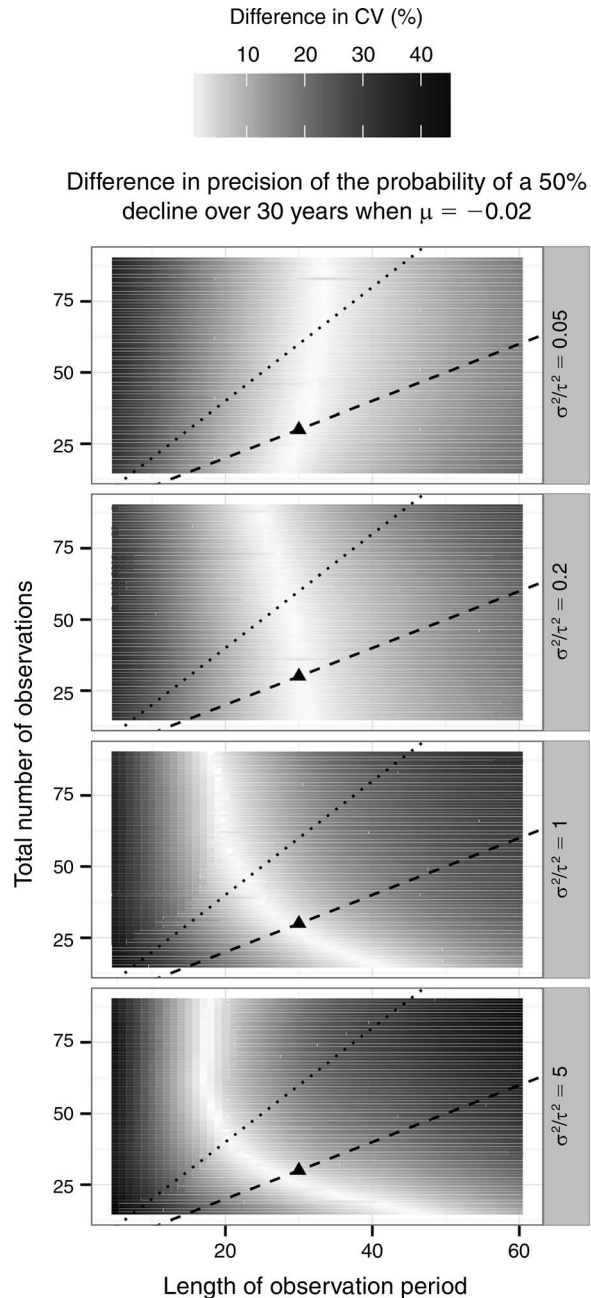 Difference in CV (%)
10 20 30 40
Difference in precision of the probability of a 50%
decline over 30 years when μ = −0.02
Total number of observations
75
50
25
σ²/τ² = 0.05
75
50
25
σ²/τ² = 0.2
75
50
25
σ²/τ² = 1
75
50
25
σ²/τ² = 5
20 40 60
Length of observation period